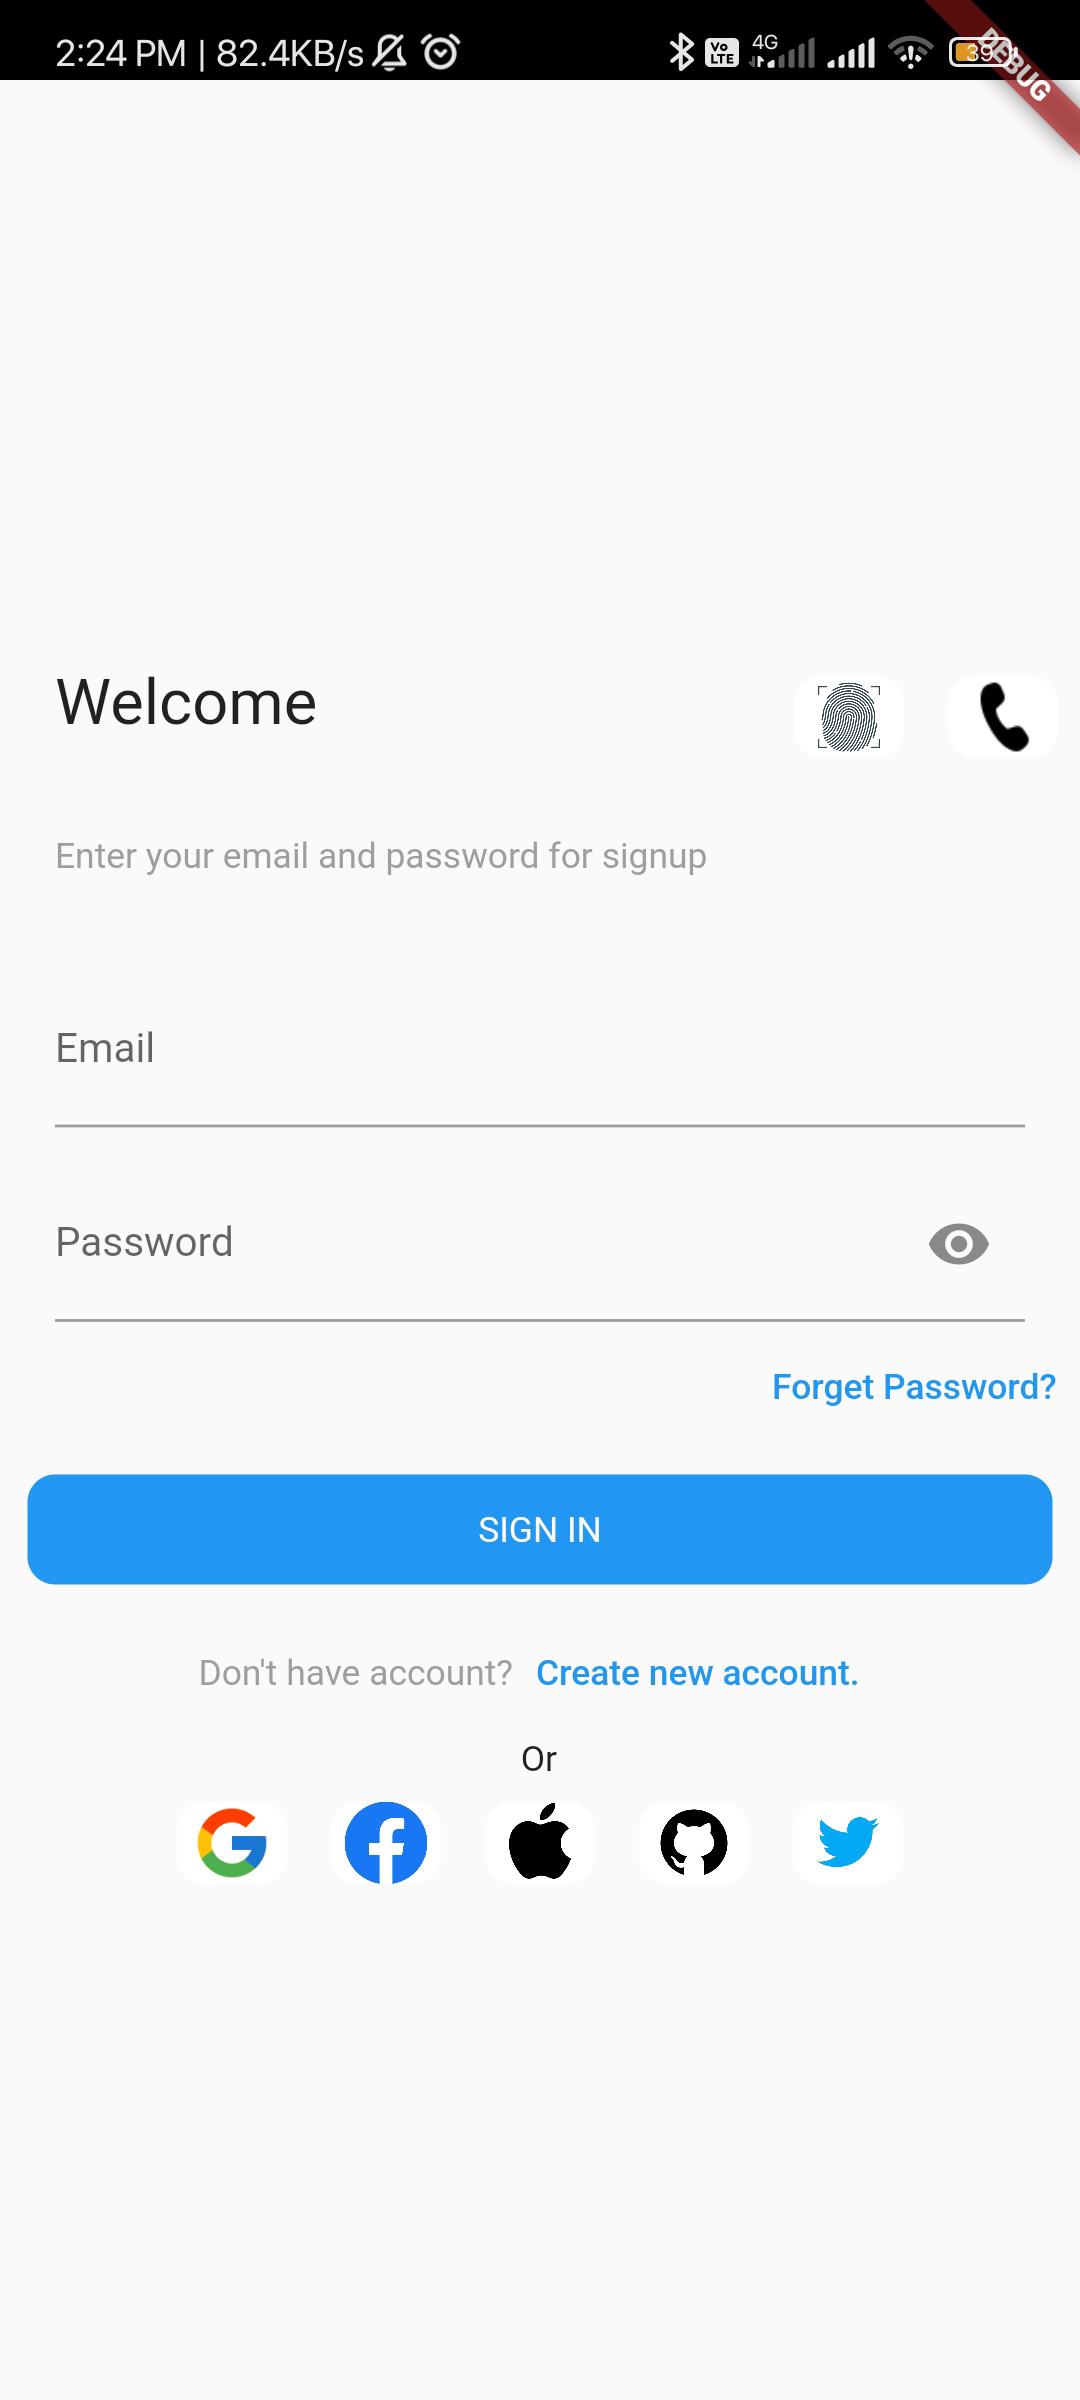 2:24 PM | 82.4KB/s Vo LTE 4G 39
DEBUG
Welcome
Enter your email and password for signup
Email
Password
Forget Password?
SIGN IN
Don't have account? Create new account.
Or